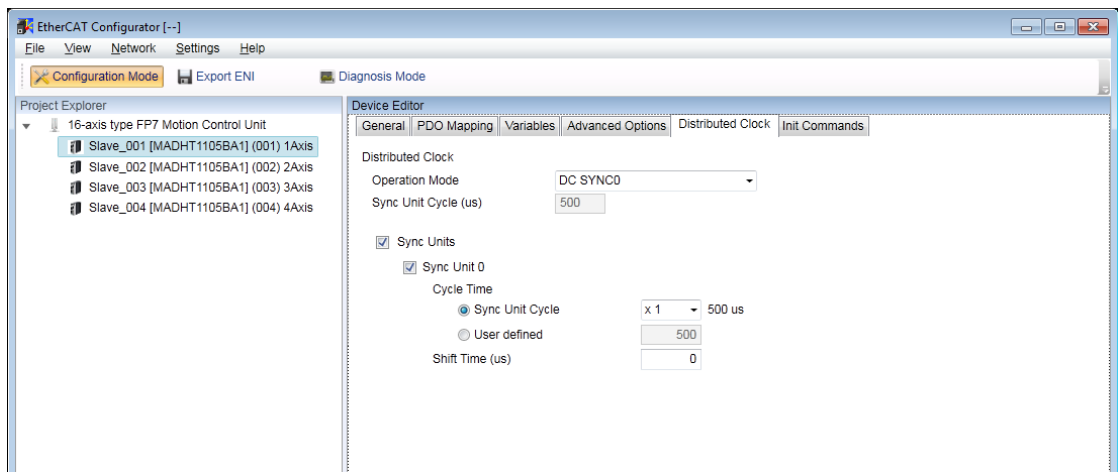 EtherCAT Configurator [--]
File View Network Settings Help
Configuration Mode Export ENI Diagnosis Mode
Project Explorer
16-axis type FP7 Motion Control Unit
Slave_001 [MADHT1105BA1] (001) 1Axis
Slave_002 [MADHT1105BA1] (002) 2Axis
Slave_003 [MADHT1105BA1] (003) 3Axis
Slave_004 [MADHT1105BA1] (004) 4Axis
Device Editor
General PDO Mapping Variables Advanced Options Distributed Clock Init Commands
Distributed Clock
Operation Mode DC SYNC0
Sync Unit Cycle (us) 500
Sync Units
Sync Unit 0
Cycle Time
Sync Unit Cycle x 1 500 us
User defined 500
Shift Time (us) 0